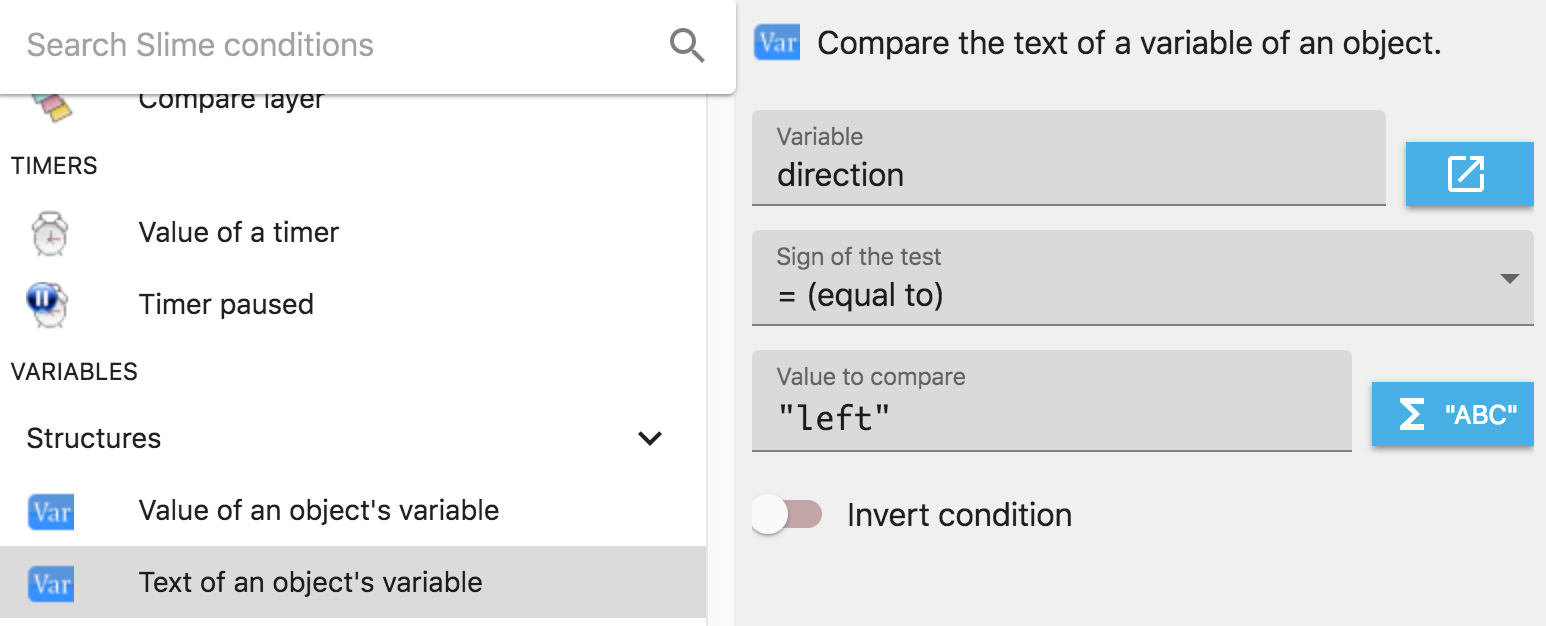 Search Slime conditions
Compare layer
TIMERS
Value of a timer
Timer paused
VARIABLES
Structures
Var Value of an object's variable
Var Text of an object's variable
Var Compare the text of a variable of an object.
Variable
direction
Sign of the test
= (equal to)
Value to compare
"left"
Σ "ABC"
Invert condition